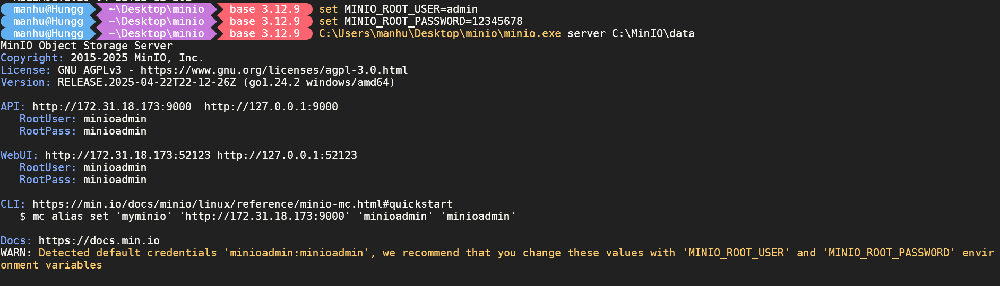 manhu@Hungg ~\Desktop\minio base 3.12.9 set MINIO_ROOT_USER=admin
manhu@Hungg ~\Desktop\minio base 3.12.9 set MINIO_ROOT_PASSWORD=12345678
manhu@Hungg ~\Desktop\minio base 3.12.9 C:\Users\manhu\Desktop\minio\minio.exe server C:\MinIO\data
MinIO Object Storage Server
Copyright: 2015-2025 MinIO, Inc.
License: GNU AGPLv3 - https://www.gnu.org/licenses/agpl-3.0.html
Version: RELEASE.2025-04-22T22-12-26Z (go1.24.2 windows/amd64)
API: http://172.31.18.173:9000  http://127.0.0.1:9000
   RootUser: minioadmin
   RootPass: minioadmin
WebUI: http://172.31.18.173:52123 http://127.0.0.1:52123
   RootUser: minioadmin
   RootPass: minioadmin
CLI: https://min.io/docs/minio/linux/reference/minio-mc.html#quickstart
   $ mc alias set 'myminio' 'http://172.31.18.173:9000' 'minioadmin' 'minioadmin'
Docs: https://docs.min.io
WARN: Detected default credentials 'minioadmin:minioadmin', we recommend that you change these values with 'MINIO_ROOT_USER' and 'MINIO_ROOT_PASSWORD' envir
onment variables